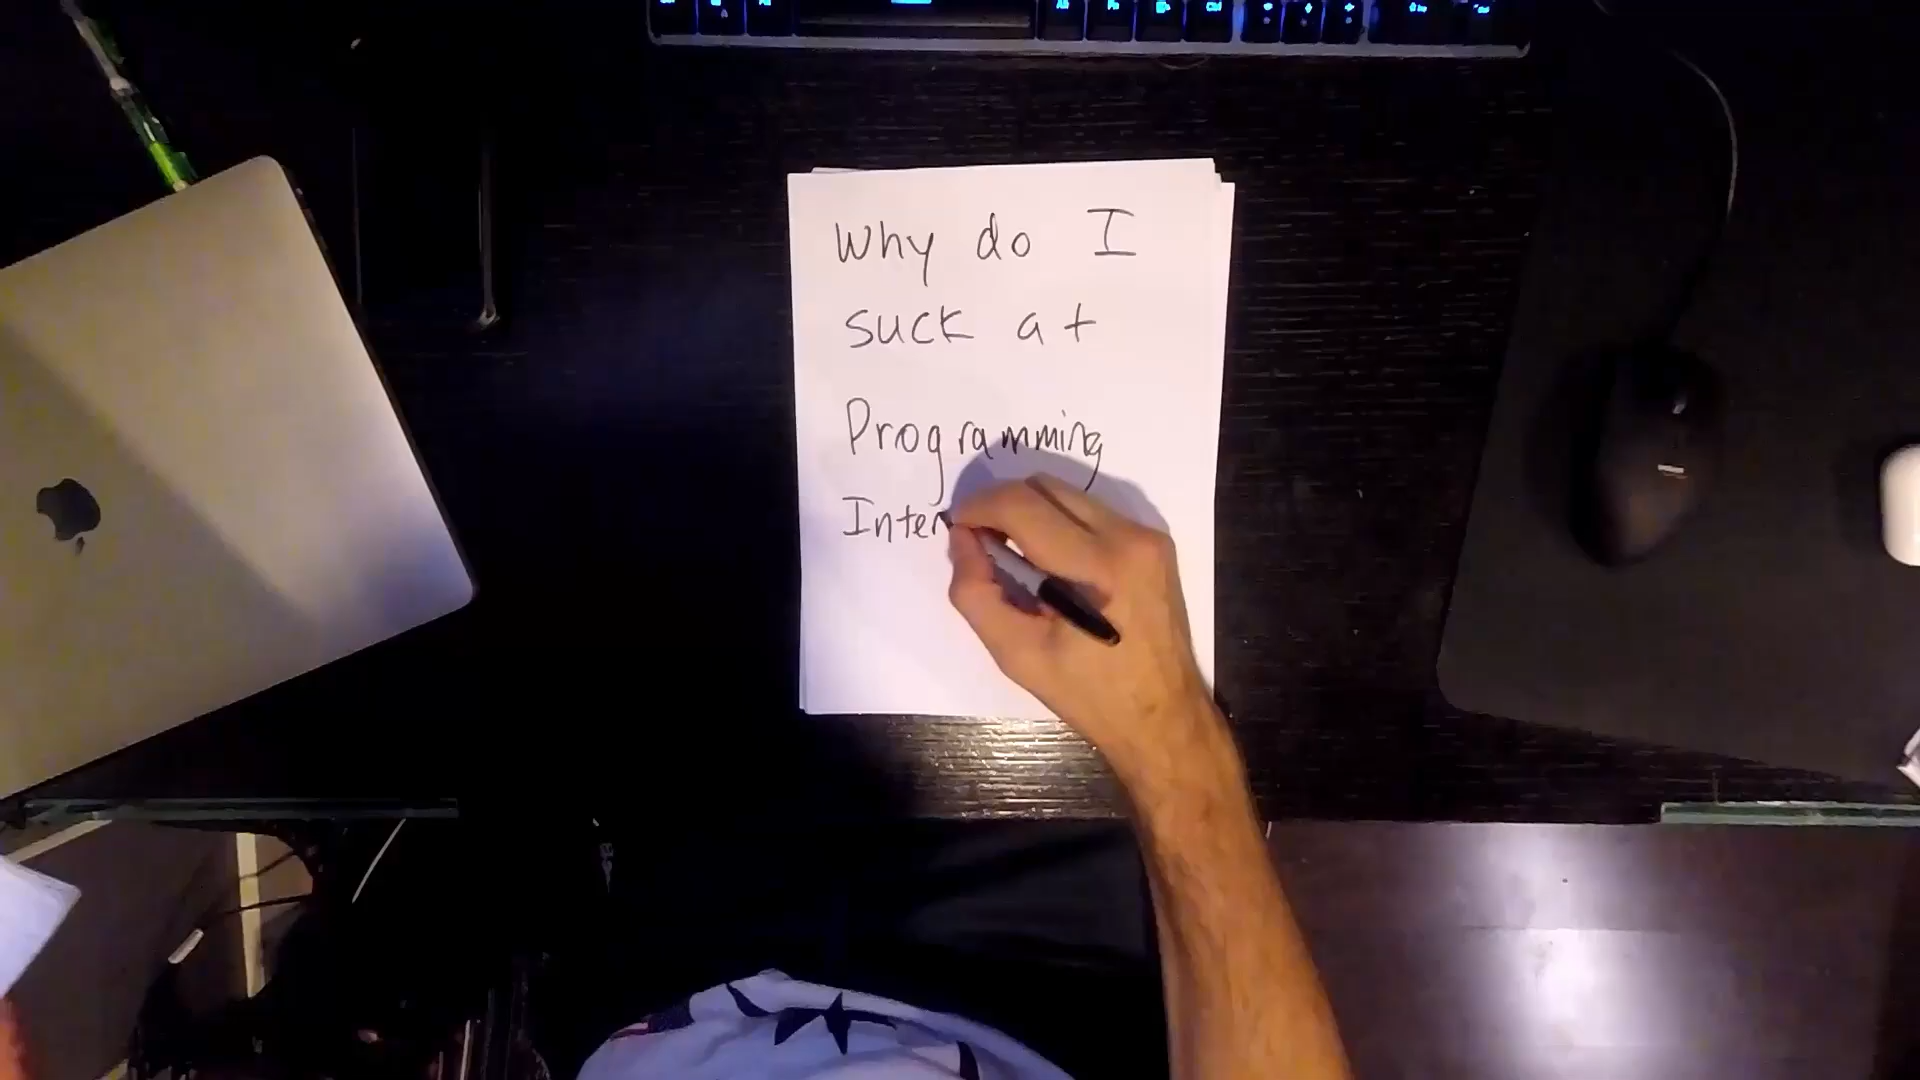 Why do I
suck at
Programming
Inter